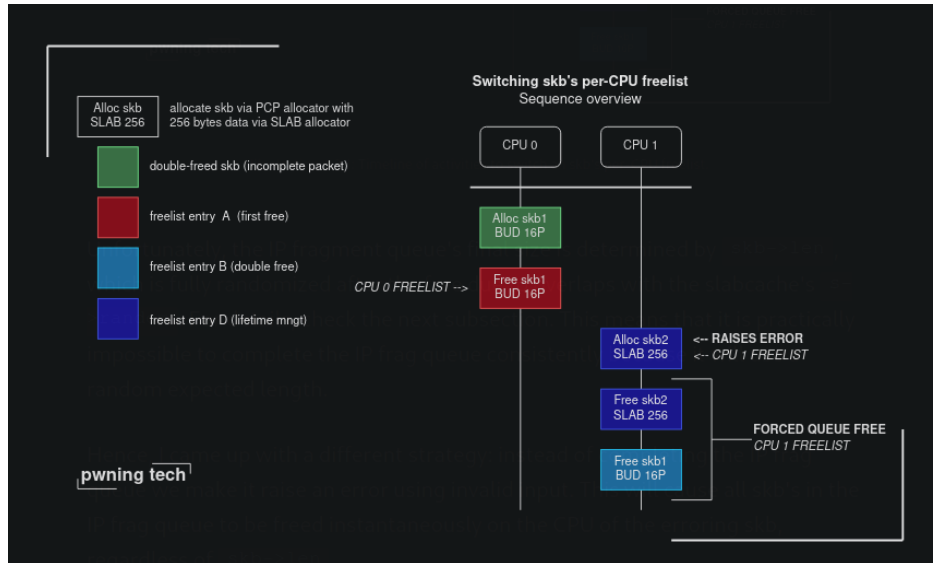 Switching skb's per-CPU freelist
Sequence overview
Alloc skb
SLAB 256
allocate skb via PCP allocator with
256 bytes data via SLAB allocator
double-freed skb (incomplete packet)
freelist entry A (first free)
freelist entry B (double free)
freelist entry D (lifetime mngt)
CPU 0
CPU 1
Alloc skb1
BUD 16P
CPU 0 FREELIST -->
Free skb1
BUD 16P
Alloc skb2
SLAB 256
<-- RAISES ERROR
<-- CPU 1 FREELIST
Free skb2
SLAB 256
Free skb1
BUD 16P
FORCED QUEUE FREE
CPU 1 FREELIST
pwning tech